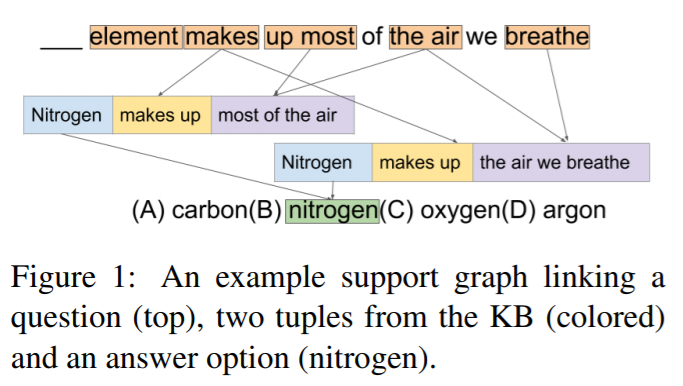 ___ element makes up most of the air we breathe
Nitrogen makes up most of the air
Nitrogen makes up the air we breathe
(A) carbon(B) nitrogen(C) oxygen(D) argon
Figure 1: An example support graph linking a
question (top), two tuples from the KB (colored)
and an answer option (nitrogen).